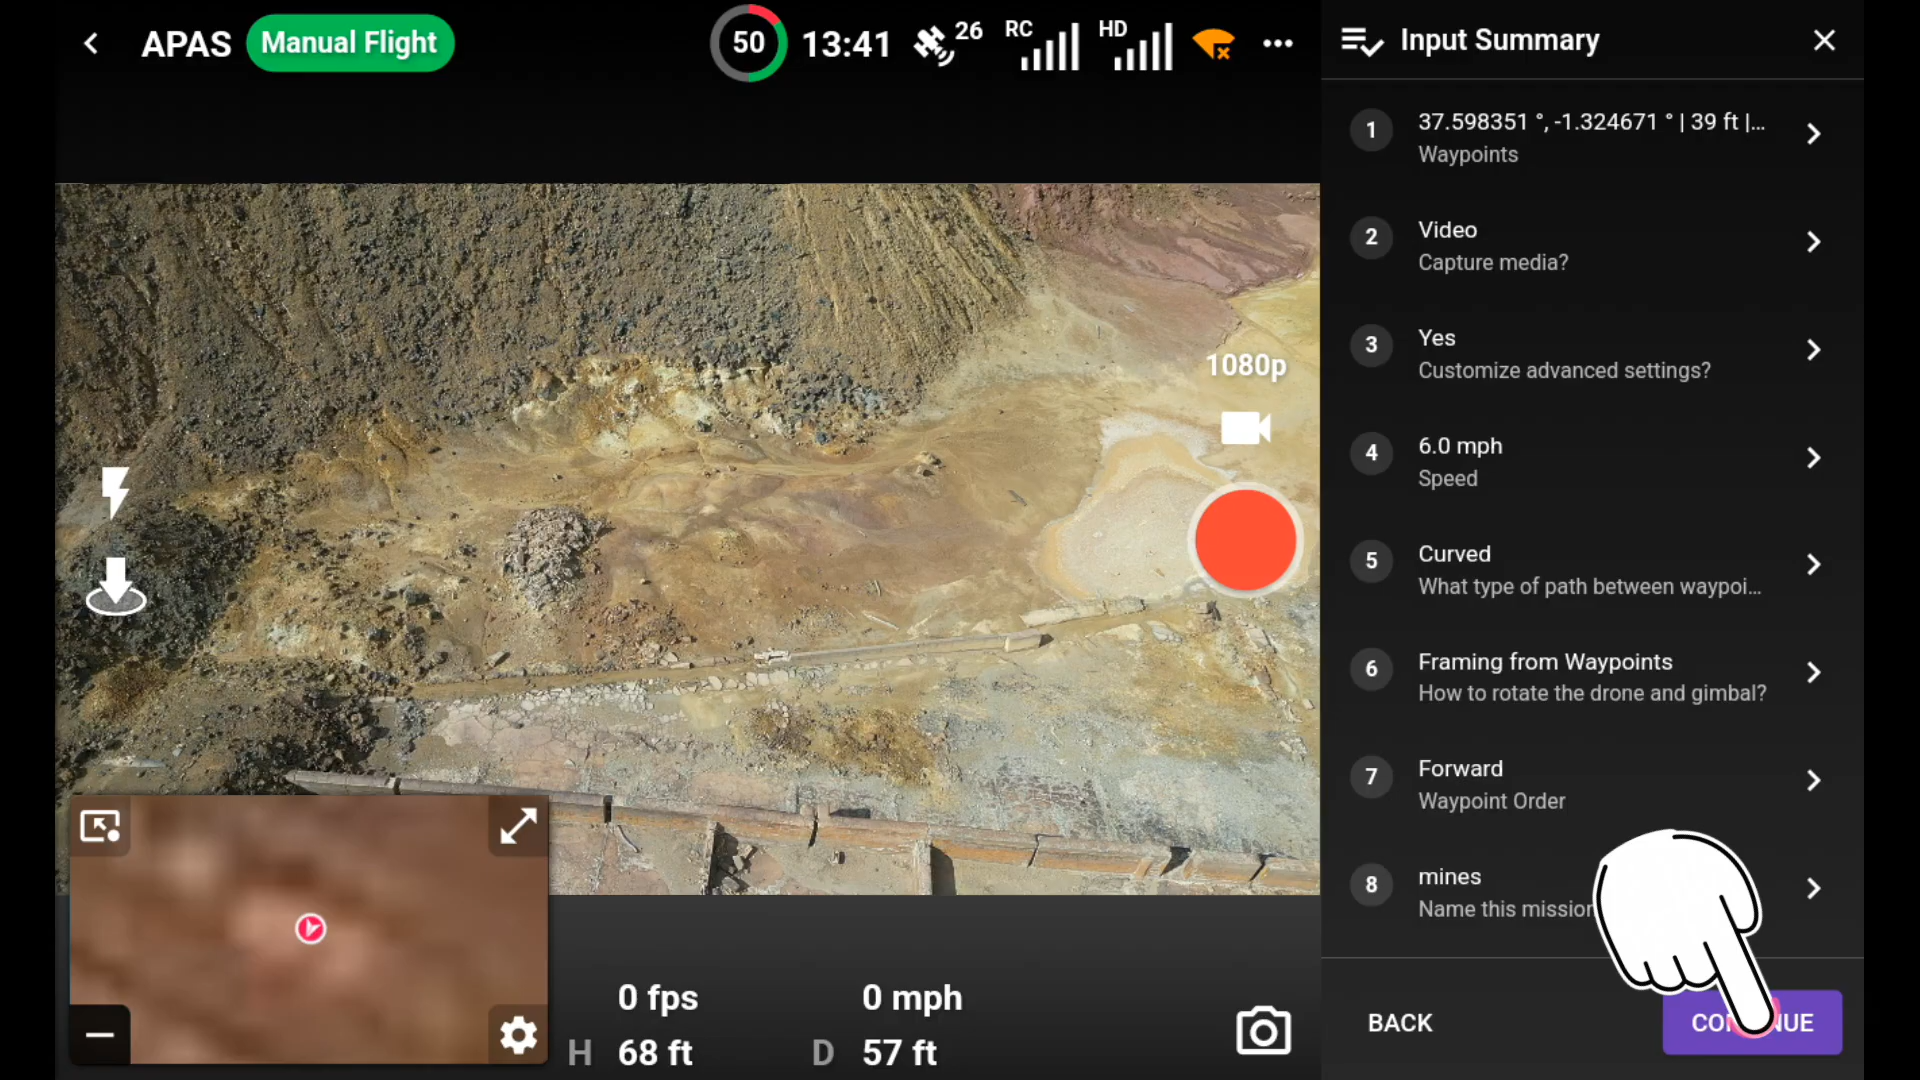 APAS Manual Flight 50 13:41 26 RC HD
1080p
0 fps 0 mph
H 68 ft D 57 ft
Input Summary
1 37.598351 °, -1.324671 ° | 39 ft |...
Waypoints
2 Video
Capture media?
3 Yes
Customize advanced settings?
4 6.0 mph
Speed
5 Curved
What type of path between waypoi...
6 Framing from Waypoints
How to rotate the drone and gimbal?
7 Forward
Waypoint Order
8 mines
Name this mission
BACK CONTINUE